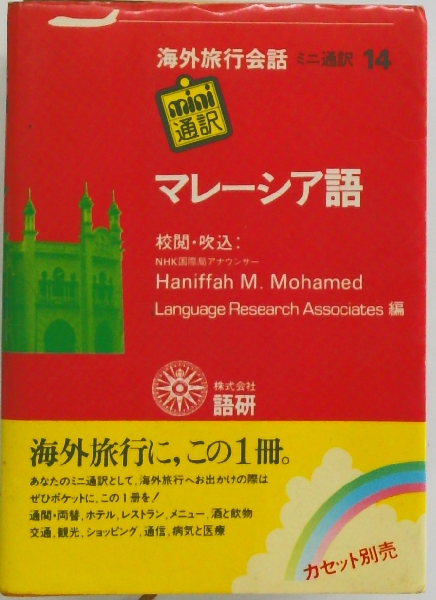 海外旅行会話 ミニ通訳 14
mini
通訳
マレーシア語
校閲・吹込:
NHK国際局アナウンサー
Haniffah M. Mohamed
Language Research Associates 編
株式会社
語研
海外旅行に,この1冊。
あなたのミニ通訳として,海外旅行へお出かけの際は
ぜひポケットに,この1冊を!
通関・両替,ホテル,レストラン,メニュー,酒と飲物
交通,観光,ショッピング,通信,病気と医療
カセット別売